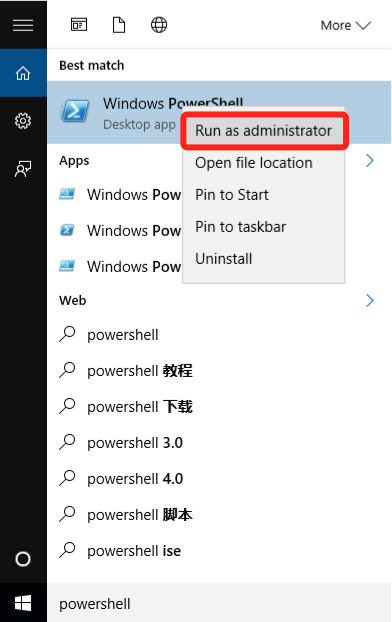 More
Best match
Windows PowerShell
Desktop app
Run as administrator
Open file location
Pin to Start
Pin to taskbar
Uninstall
Apps
Windows Pow
Windows Pow
Windows Pow
Web
powershell
powershell 教程
powershell 下载
powershell 3.0
powershell 4.0
powershell 脚本
powershell ise
powershell